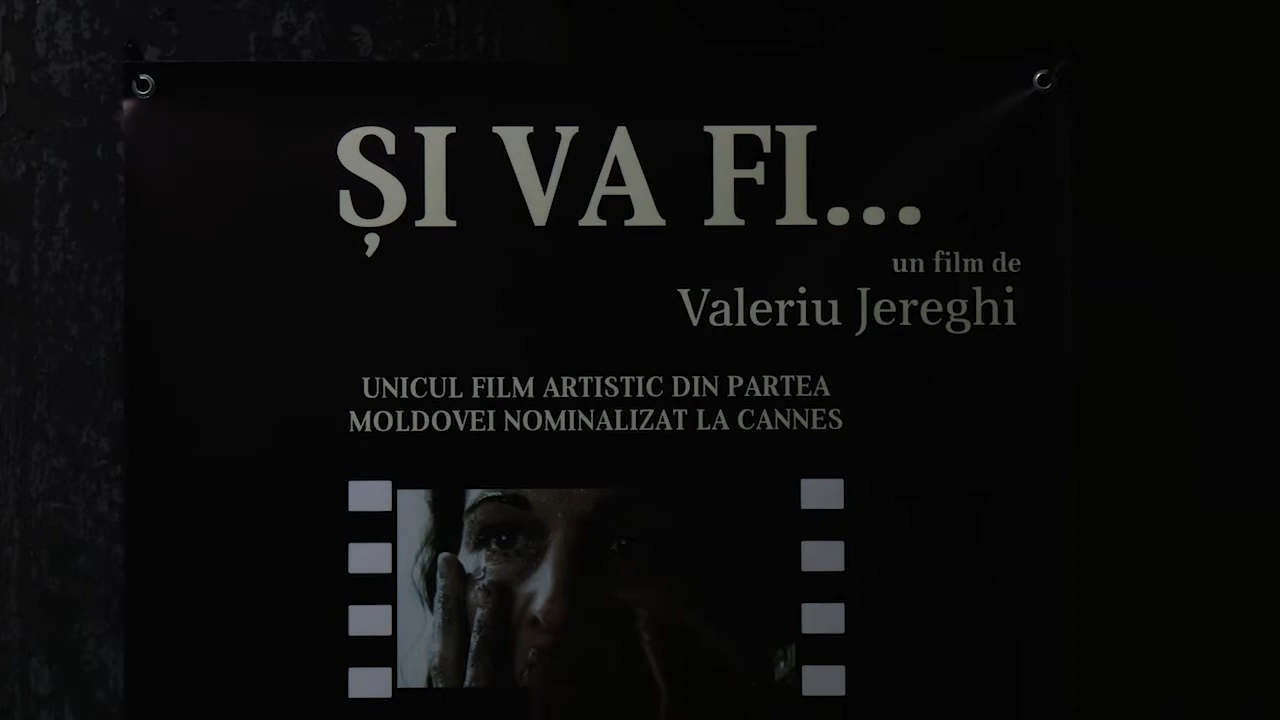 ȘI VA FI...
un film de
Valeriu Jereghi
UNICUL FILM ARTISTIC DIN PARTEA
MOLDOVEI NOMINALIZAT LA CANNES